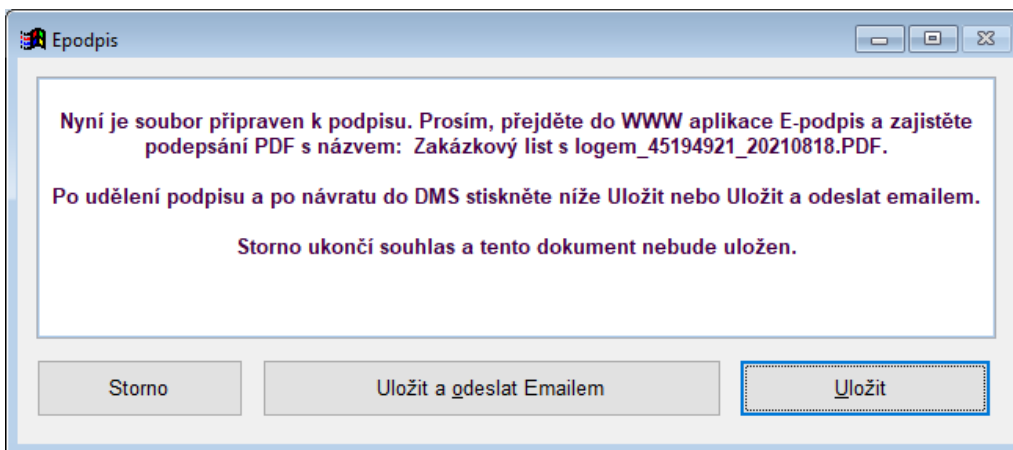 Epodpis
Nyní je soubor připraven k podpisu. Prosím, přejděte do WWW aplikace E-podpis a zajistěte
podepsání PDF s názvem:  Zakázkový list s logem_45194921_20210818.PDF.
Po udělení podpisu a po návratu do DMS stiskněte níže Uložit nebo Uložit a odeslat emailem.
Storno ukončí souhlas a tento dokument nebude uložen.
Storno
Uložit a odeslat Emailem
Uložit